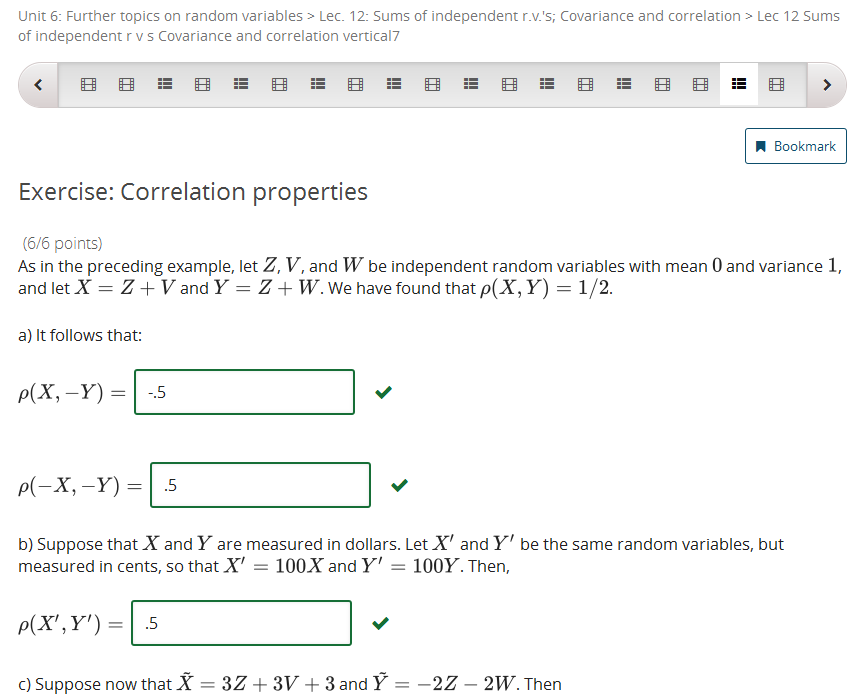 Unit 6: Further topics on random variables > Lec. 12: Sums of independent r.v.'s; Covariance and correlation > Lec 12 Sums
of independent r v s Covariance and correlation vertical7
Bookmark
Exercise: Correlation properties
(6/6 points)
As in the preceding example, let Z, V, and W be independent random variables with mean 0 and variance 1,
and let X = Z + V and Y = Z + W. We have found that ρ(X, Y) = 1/2.
a) It follows that:
ρ(X, −Y) = -.5
ρ(−X, −Y) = .5
b) Suppose that X and Y are measured in dollars. Let X′ and Y′ be the same random variables, but
measured in cents, so that X′ = 100X and Y′ = 100Y. Then,
ρ(X′, Y′) = .5
c) Suppose now that X̃ = 3Z + 3V + 3 and Ỹ = −2Z − 2W. Then